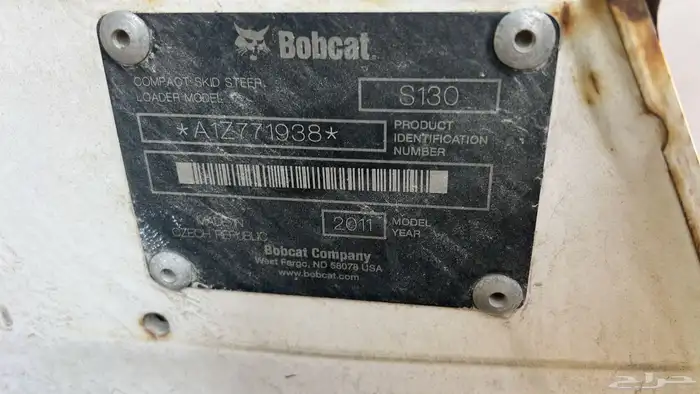 Bobcat.
COMPACT SKID STEER
LOADER MODEL
S130
*A1Z771938*
PRODUCT
IDENTIFICATION
NUMBER
MADE IN
CZECH REPUBLIC
2011
MODEL
YEAR
Bobcat Company
West Fargo, ND 58078 USA
www.bobcat.com
حراج